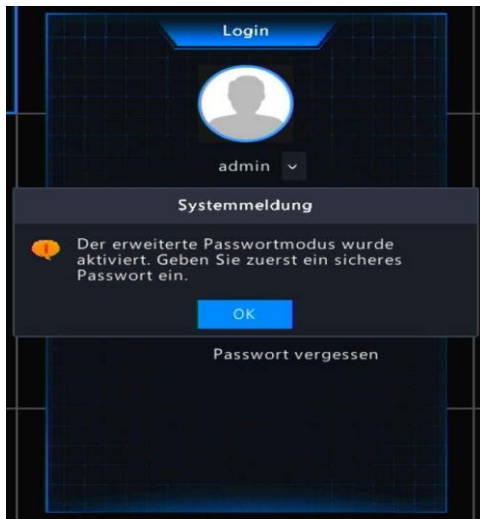 Login
admin
Systemmeldung
Der erweiterte Passwortmodus wurde
aktiviert. Geben Sie zuerst ein sicheres
Passwort ein.
OK
Passwort vergessen